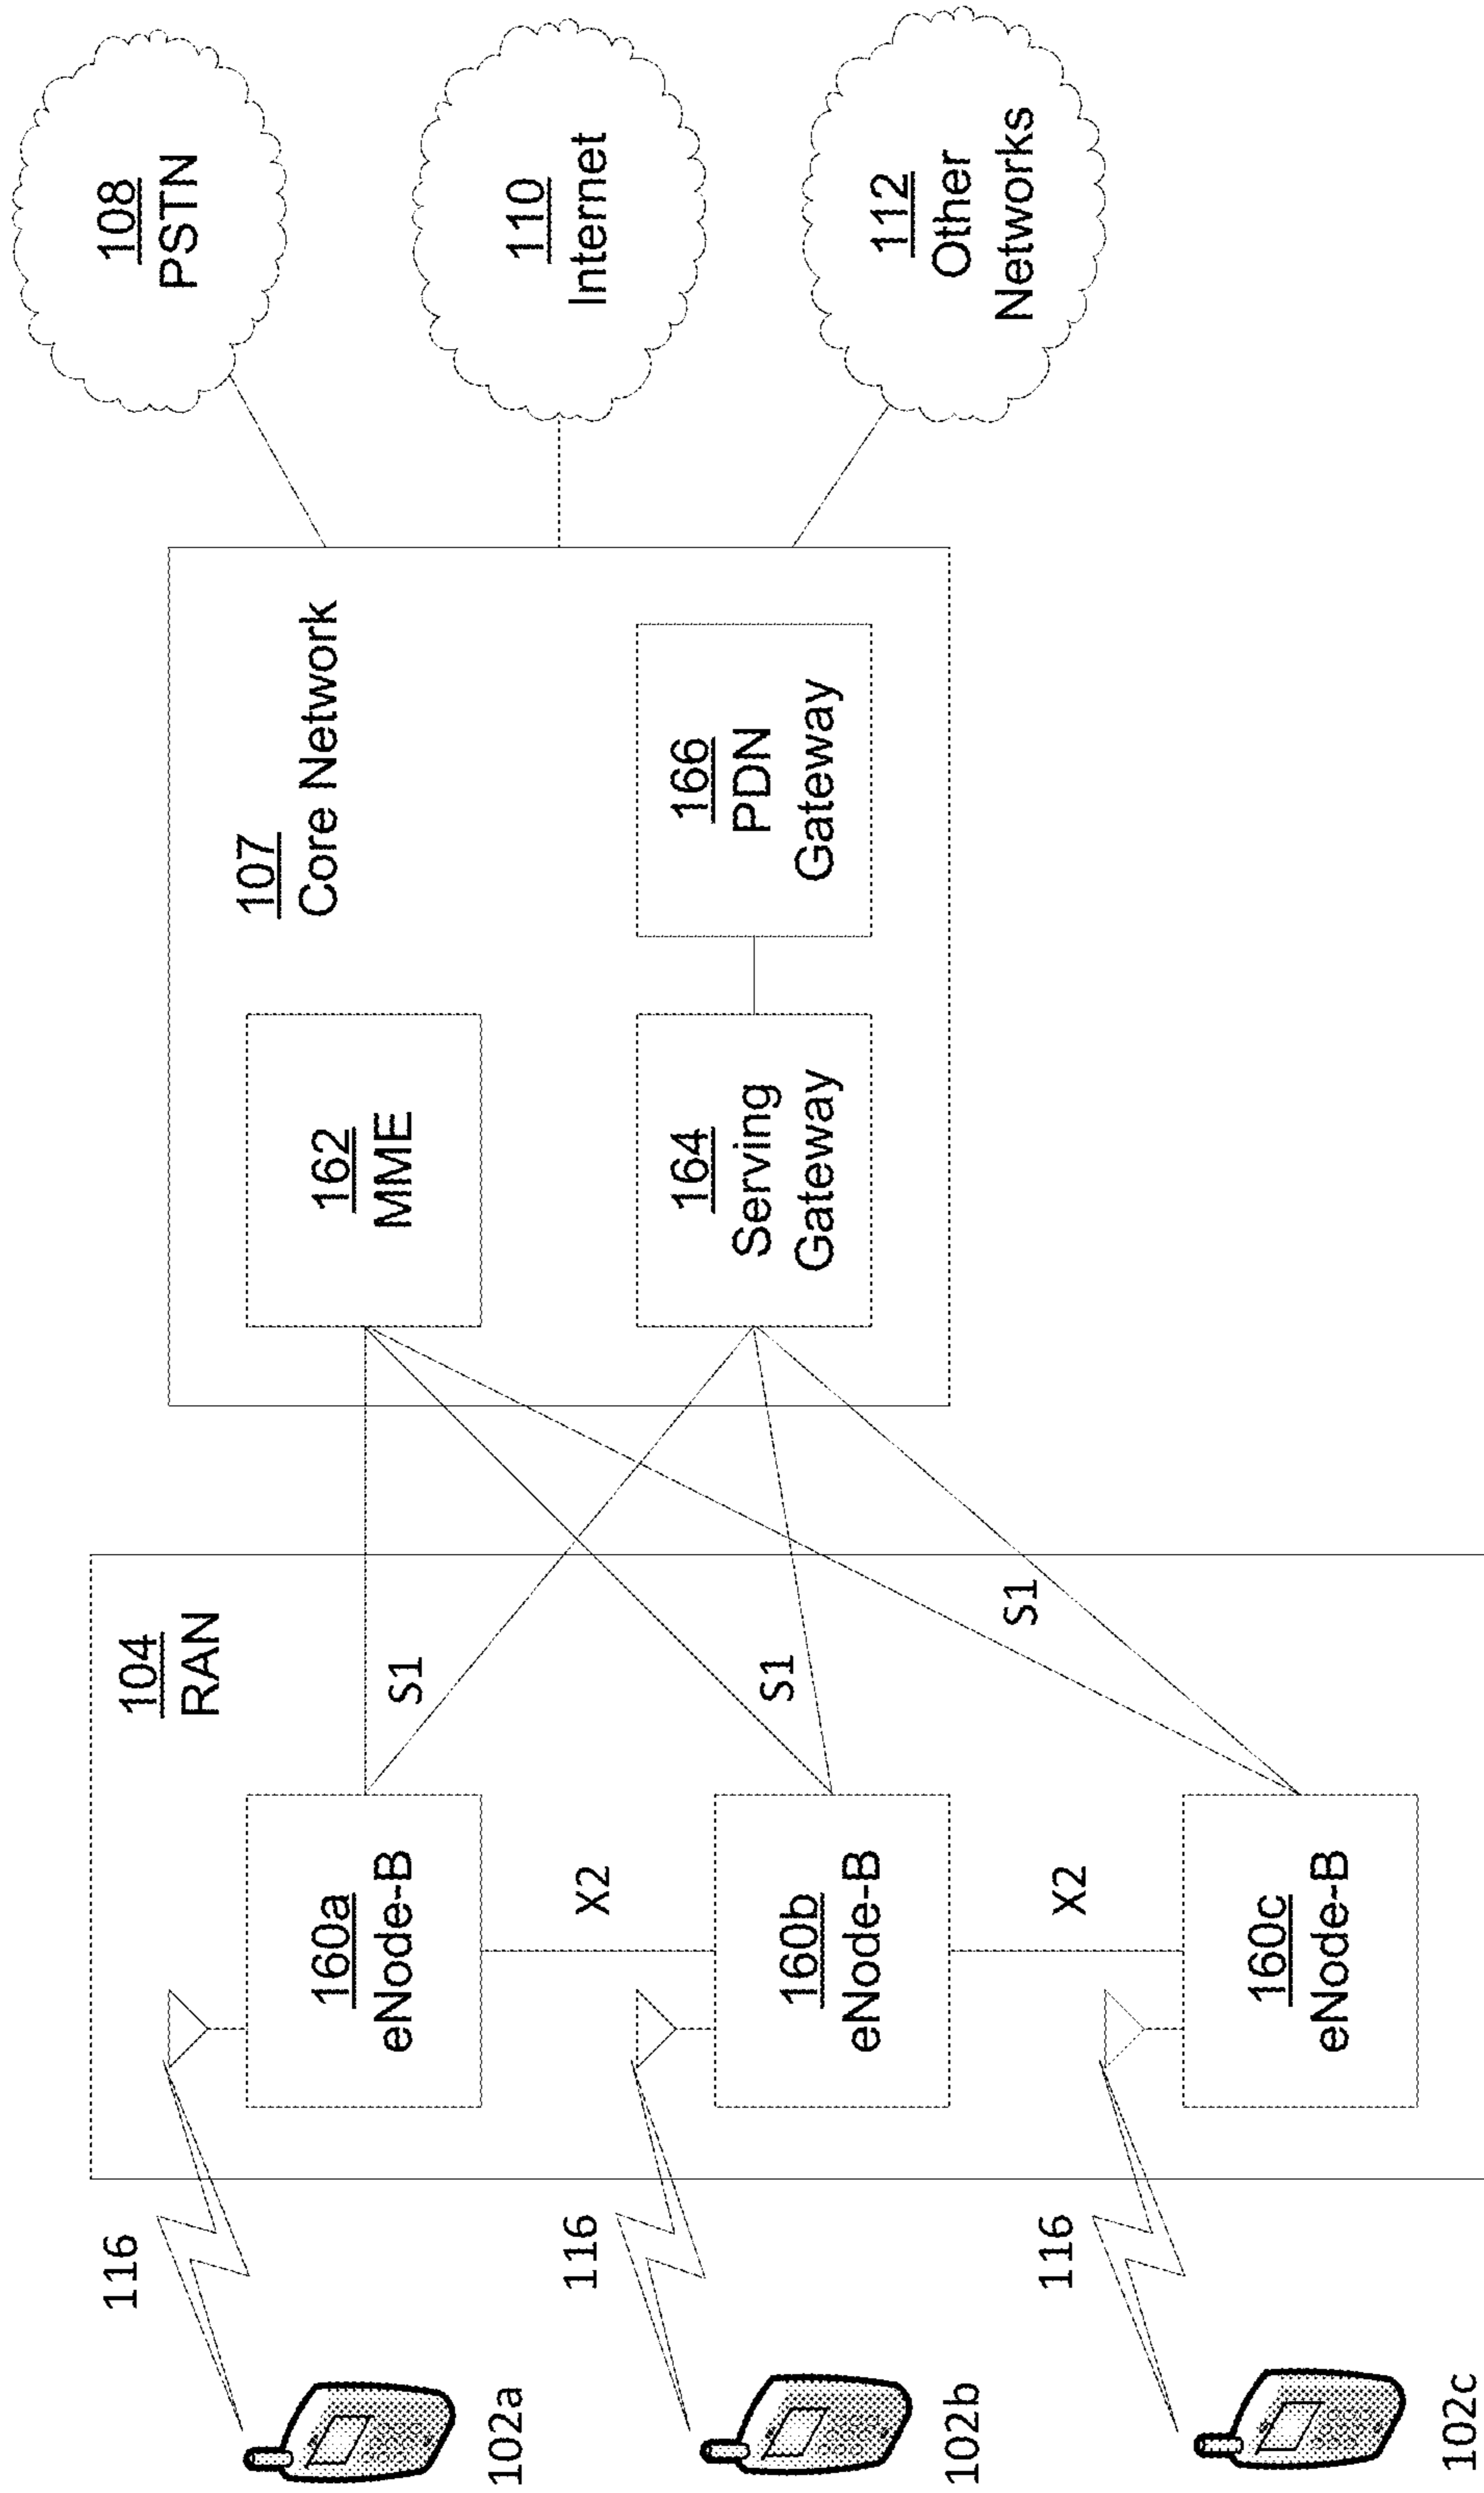 104
RAN
116
102a
160a
eNode-B
S1
X2
116
102b
160b
eNode-B
S1
X2
116
102c
160c
eNode-B
S1
107
Core Network
162
MME
164
Serving
Gateway
166
PDN
Gateway
108
PSTN
110
Internet
112
Other
Networks